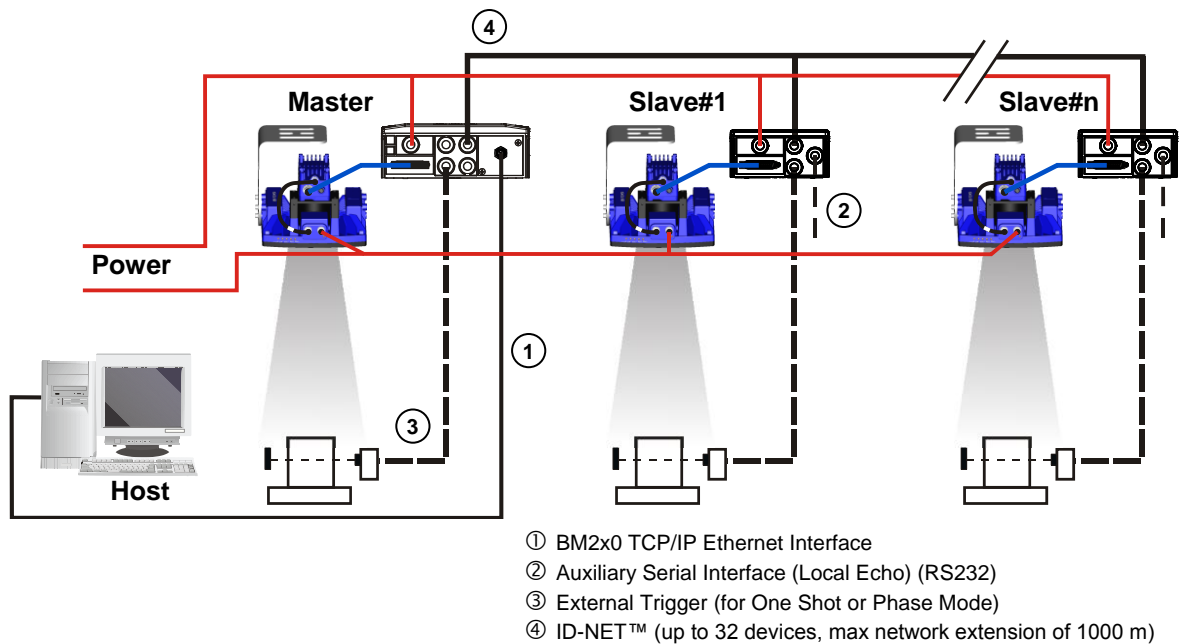 ④
Master
Slave#1
Slave#n
②
Power
①
③
Host
① BM2x0 TCP/IP Ethernet Interface
② Auxiliary Serial Interface (Local Echo) (RS232)
③ External Trigger (for One Shot or Phase Mode)
④ ID-NET™ (up to 32 devices, max network extension of 1000 m)